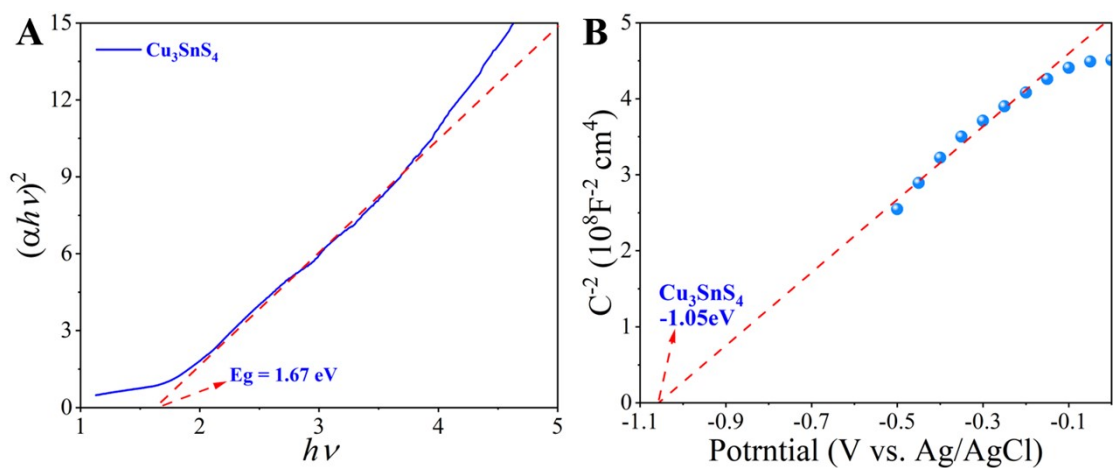 A
Cu₃SnS₄
15
12
9
6
3
0
(αhν)²
Eg = 1.67 eV
1 2 3 4 5
hν
B
5
4
3
2
1
0
C⁻² (10⁸F⁻² cm⁴)
Cu₃SnS₄
-1.05eV
-1.1 -0.9 -0.7 -0.5 -0.3 -0.1
Potrntial (V vs. Ag/AgCl)